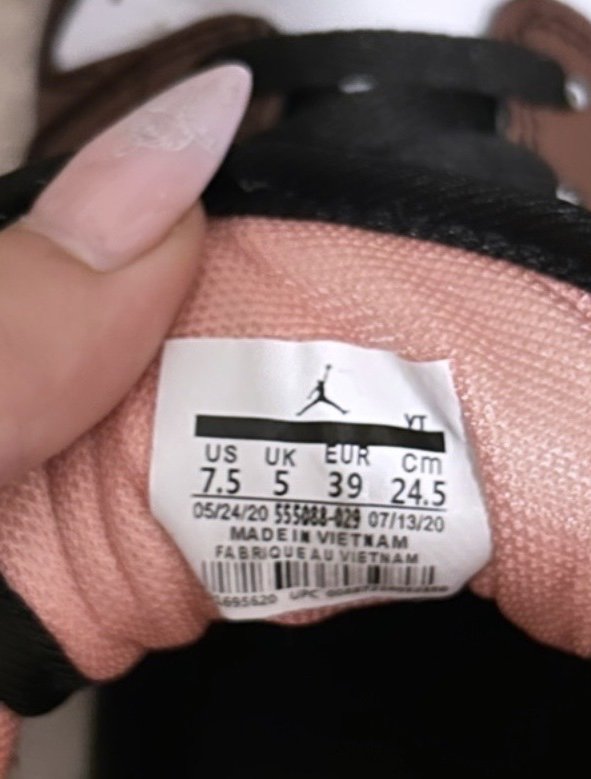 YT
US UK EUR Cm
7.5 5 39 24.5
05/24/20 555088-029 07/13/20
MADE IN VIETNAM
FABRIQUE AU VIETNAM
UPC